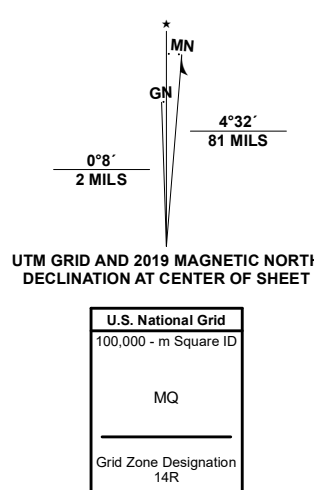 MN
GN
4°32´
81 MILS
0°8´
2 MILS
UTM GRID AND 2019 MAGNETIC NORTH
DECLINATION AT CENTER OF SHEET
U.S. National Grid
100,000 - m Square ID
MQ
Grid Zone Designation
14R